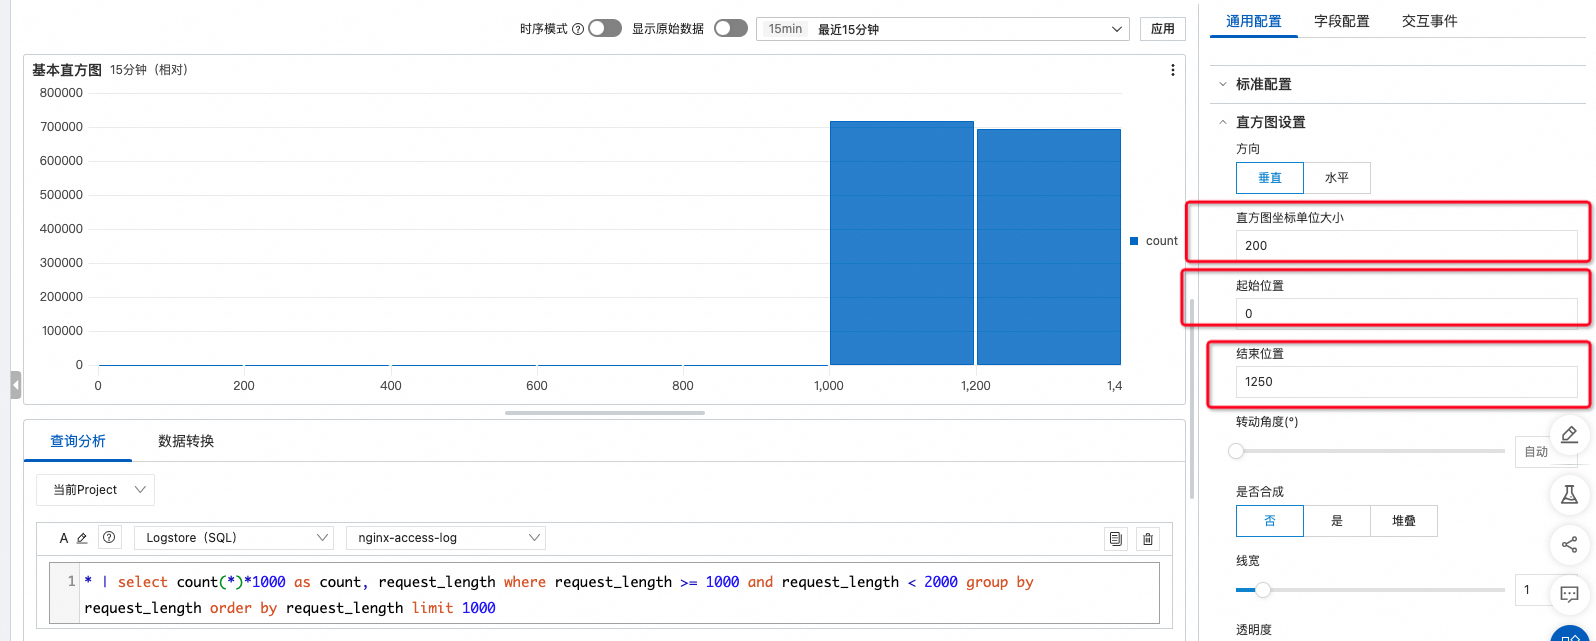 时序模式
显示原始数据
15min 最近15分钟
应用
基本直方图 15分钟 (相对)
800000
700000
600000
500000
400000
300000
200000
100000
0
0 200 400 600 800 1,000 1,200 1,4
count
查询分析 数据转换
当前Project
A Logstore (SQL) nginx-access-log
1 * | select count(*)*1000 as count, request_length where request_length >= 1000 and request_length < 2000 group by
request_length order by request_length limit 1000
通用配置 字段配置 交互事件
标准配置
直方图设置
方向
垂直 水平
直方图坐标单位大小
200
起始位置
0
结束位置
1250
转动角度(°)
自动
是否合成
否 是 堆叠
线宽
1
透明度